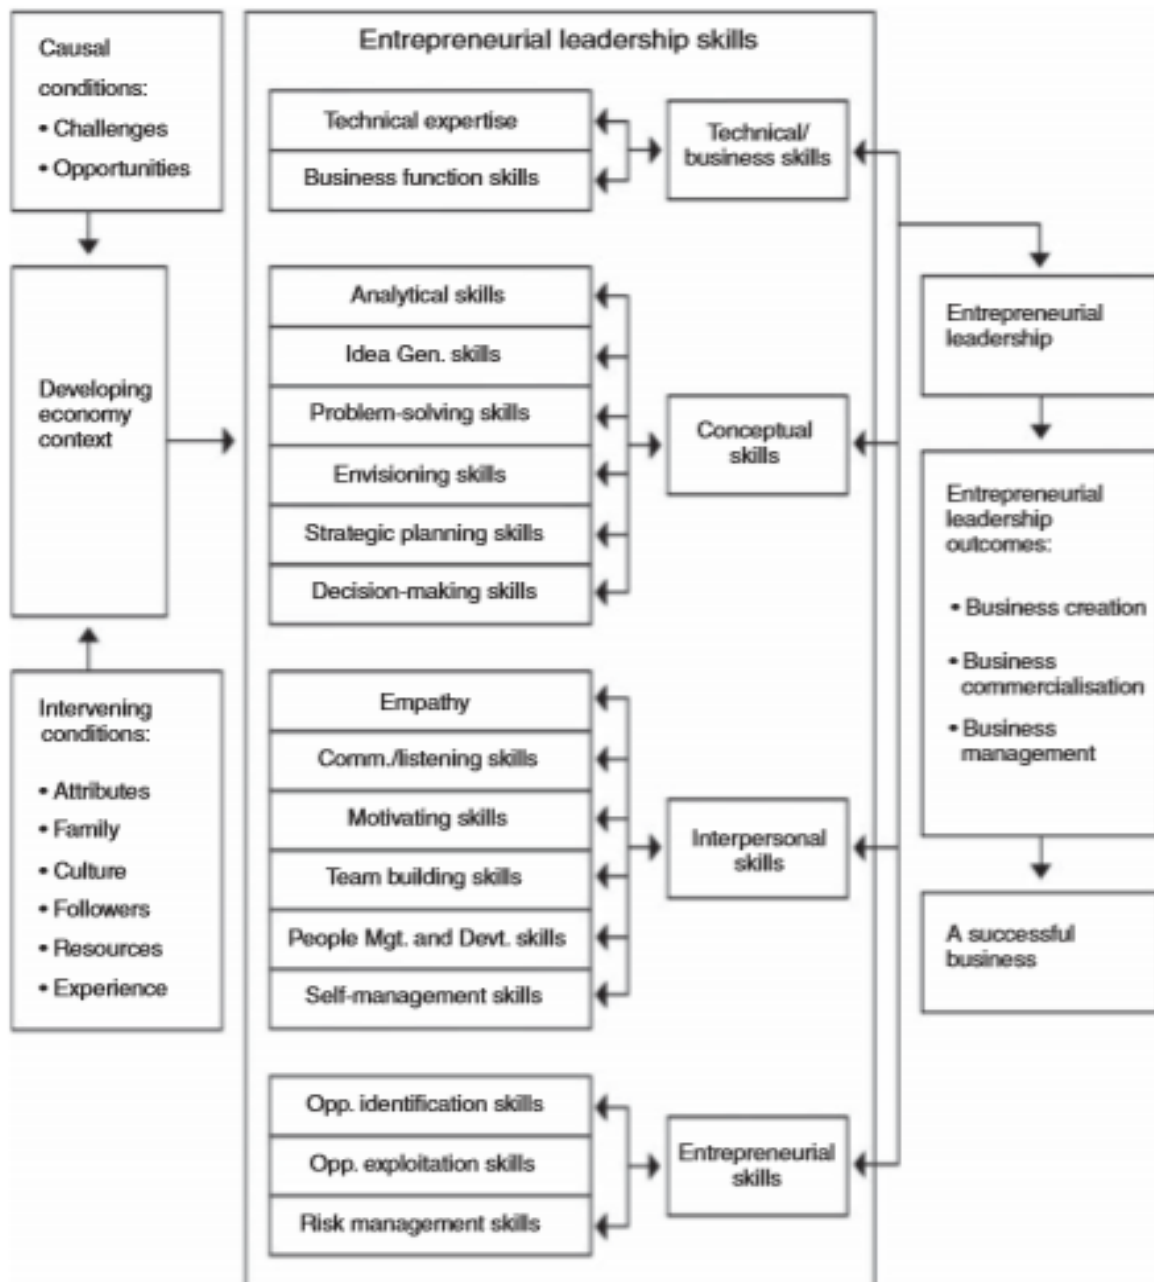 Causal
conditions:
• Challenges
• Opportunities
Developing
economy
context
Intervening
conditions:
• Attributes
• Family
• Culture
• Followers
• Resources
• Experience
Entrepreneurial leadership skills
Technical expertise
Business function skills
Technical/
business skills
Analytical skills
Idea Gen. skills
Problem-solving skills
Envisioning skills
Strategic planning skills
Decision-making skills
Conceptual
skills
Empathy
Comm./listening skills
Motivating skills
Team building skills
People Mgt. and Devt. skills
Self-management skills
Interpersonal
skills
Opp. identification skills
Opp. exploitation skills
Risk management skills
Entrepreneurial
skills
Entrepreneurial
leadership
Entrepreneurial
leadership
outcomes:
• Business creation
• Business
commercialisation
• Business
management
A successful
business